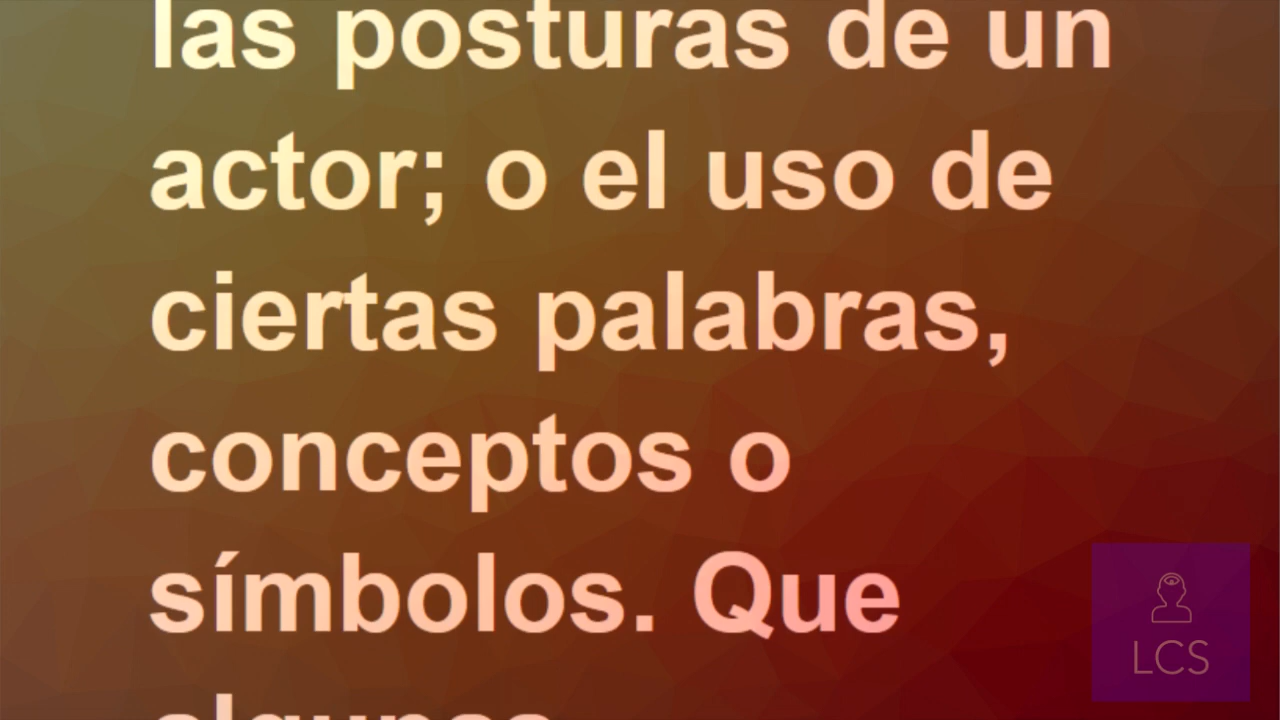 las posturas de un
actor; o el uso de
ciertas palabras,
conceptos o
símbolos. Que
LCS